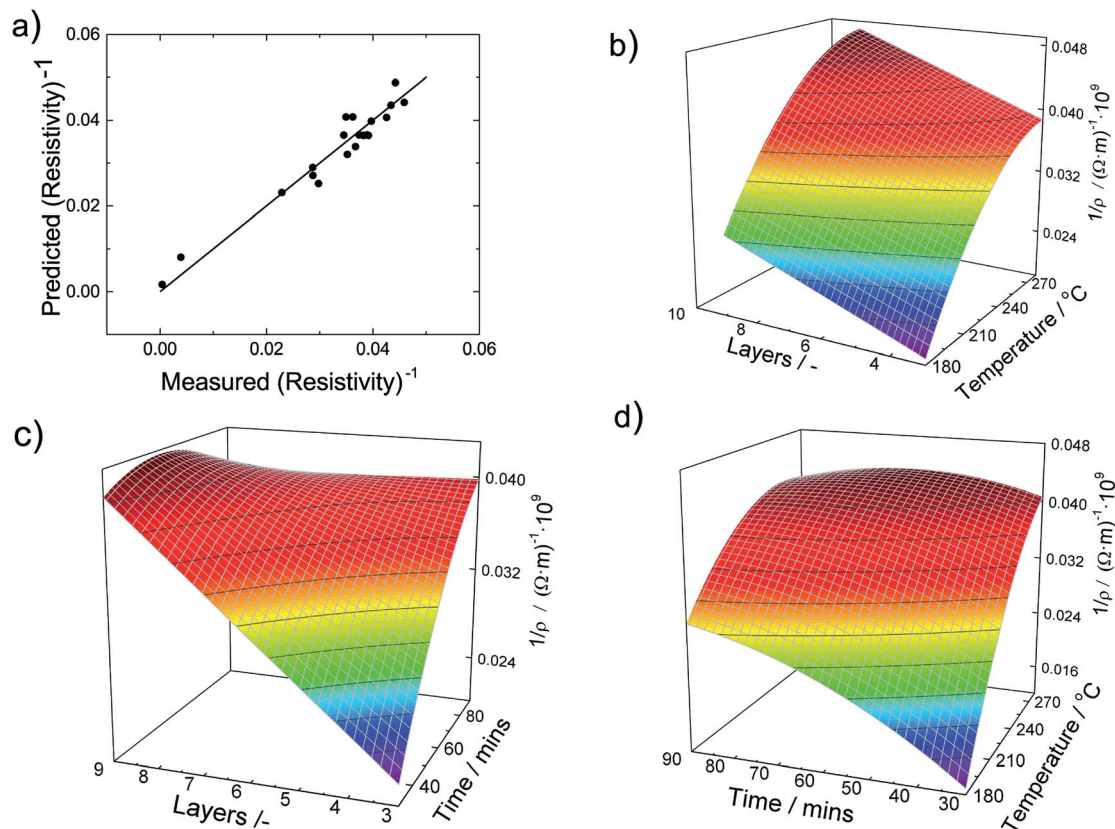 a)
0.06
0.04
0.02
0.00
Predicted (Resistivity)-1
0.00 0.02 0.04 0.06
Measured (Resistivity)-1
b)
0.048
0.040
0.032
0.024
1/ρ / (Ω·m)-1·109
10 8 6 4
Layers /-
180 210 240 270
Temperature / °C
c)
0.040
0.032
0.024
1/ρ / (Ω·m)-1·109
9 8 7 6 5 4 3
Layers /-
40 60 80
Time / mins
d)
0.048
0.040
0.032
0.024
0.016
1/ρ / (Ω·m)-1·109
90 80 70 60 50 40 30
Time / mins
180 210 240 270
Temperature / °C